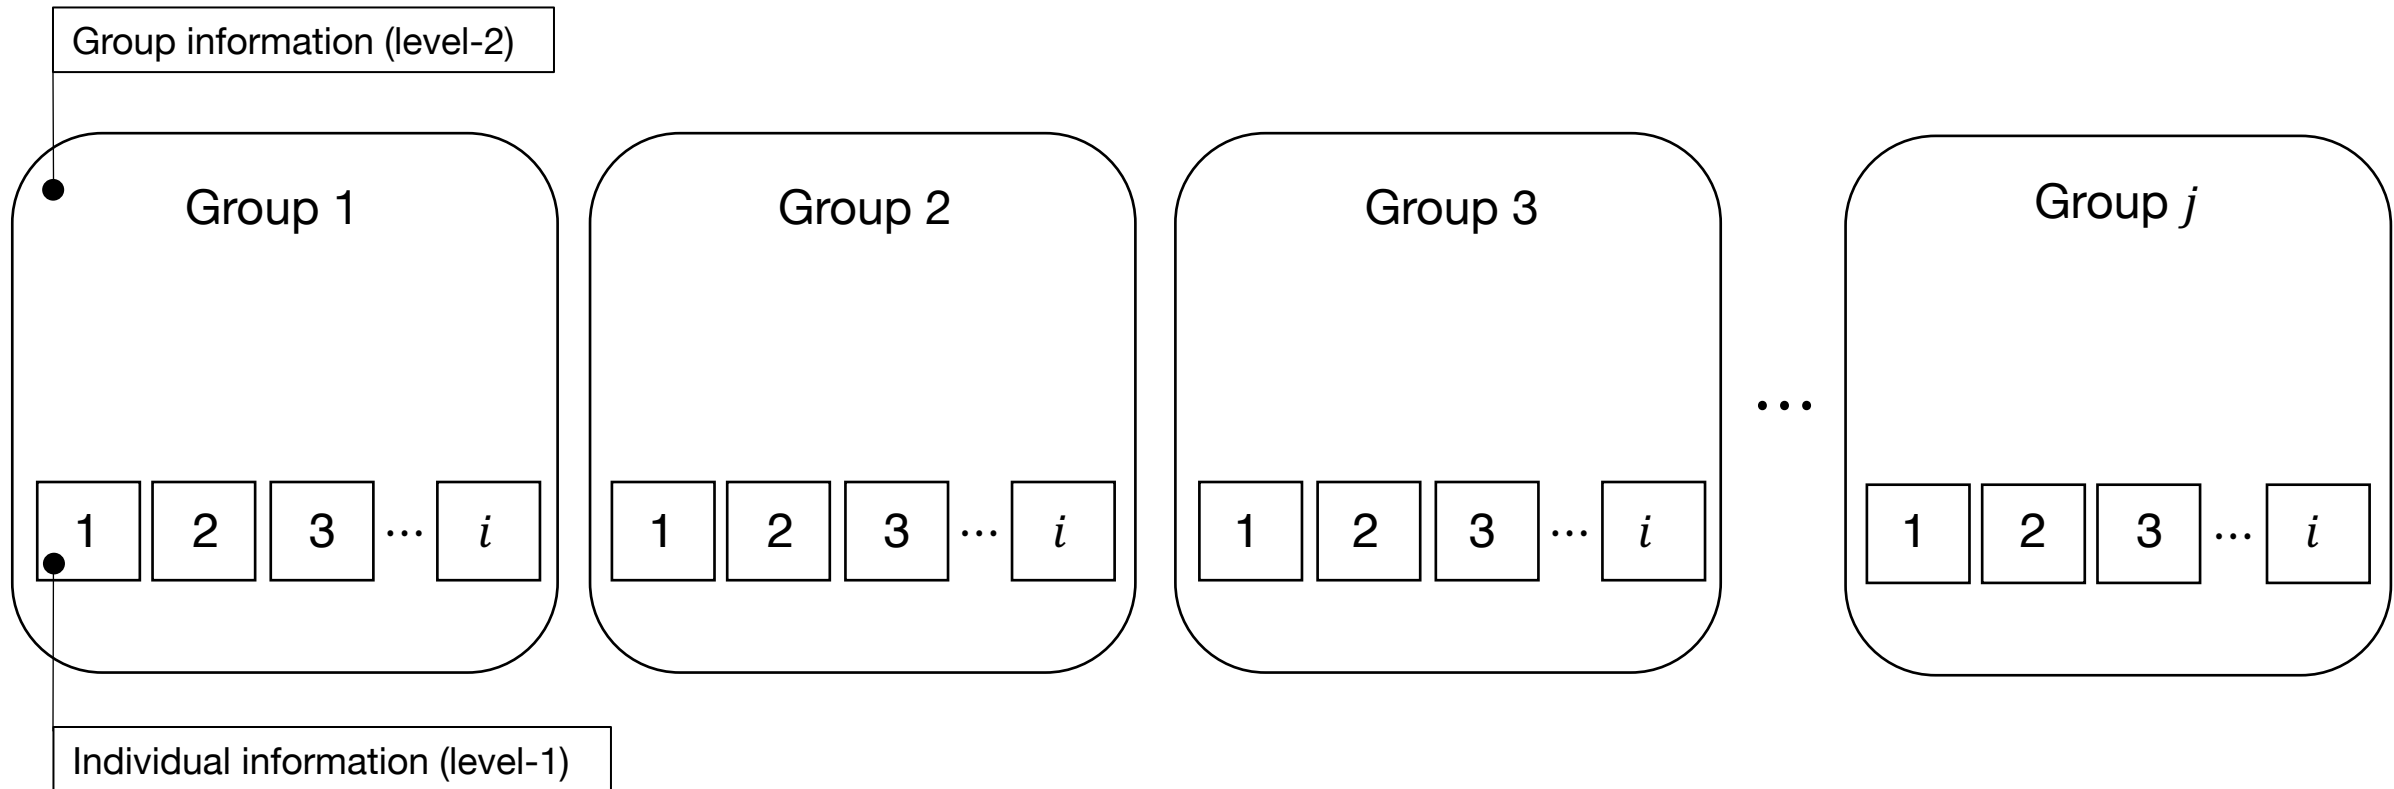 Group information (level-2)
Group 1
Group 2
Group 3
Group j
...
1 2 3 ... i
1 2 3 ... i
1 2 3 ... i
1 2 3 ... i
Individual information (level-1)